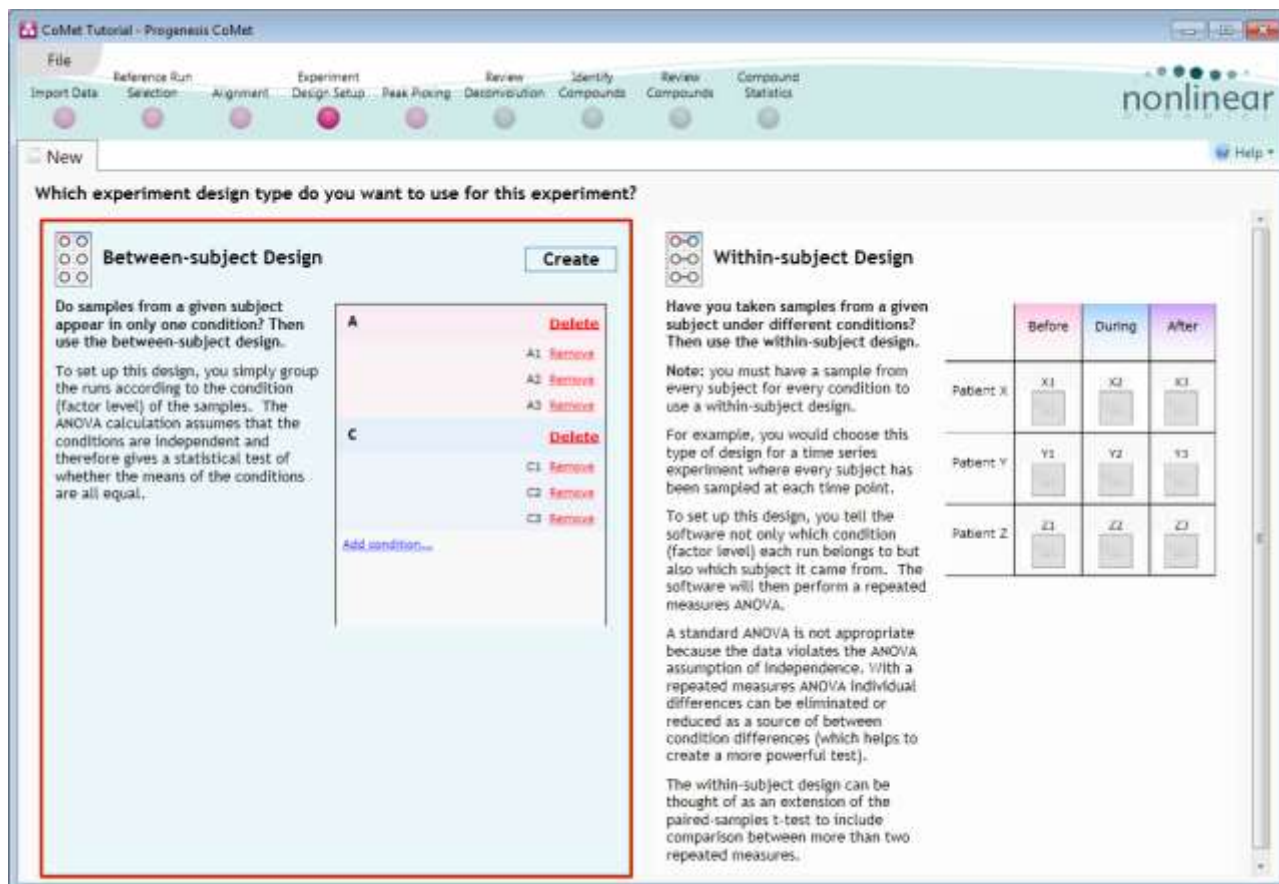 CoMet Tutorial - Progenesis CoMet
File
Import Data
Reference Run
Selection
Alignment
Experiment
Design Setup
Peak Picking
Review
Deconvolution
Identify
Compounds
Review
Compounds
Compound
Statistics
nonlinear
DYNAMICS
New
Help
Which experiment design type do you want to use for this experiment?
Between-subject Design
Create
Do samples from a given subject
appear in only one condition? Then
use the between-subject design.
To set up this design, you simply group
the runs according to the condition
(factor level) of the samples. The
ANOVA calculation assumes that the
conditions are independent and
therefore gives a statistical test of
whether the means of the conditions
are all equal.
A Delete
A1 Remove
A2 Remove
A3 Remove
C Delete
C1 Remove
C2 Remove
C3 Remove
Add condition...
Within-subject Design
Have you taken samples from a given
subject under different conditions?
Then use the within-subject design.
Note: you must have a sample from
every subject for every condition to
use a within-subject design.
For example, you would choose this
type of design for a time series
experiment where every subject has
been sampled at each time point.
To set up this design, you tell the
software not only which condition
(factor level) each run belongs to but
also which subject it came from. The
software will then perform a repeated
measures ANOVA.
A standard ANOVA is not appropriate
because the data violates the ANOVA
assumption of independence. With a
repeated measures ANOVA individual
differences can be eliminated or
reduced as a source of between
condition differences (which helps to
create a more powerful test).
The within-subject design can be
thought of as an extension of the
paired-samples t-test to include
comparison between more than two
repeated measures.
Before During After
Patient X X1 X2 X3
Patient Y Y1 Y2 Y3
Patient Z Z1 Z2 Z3